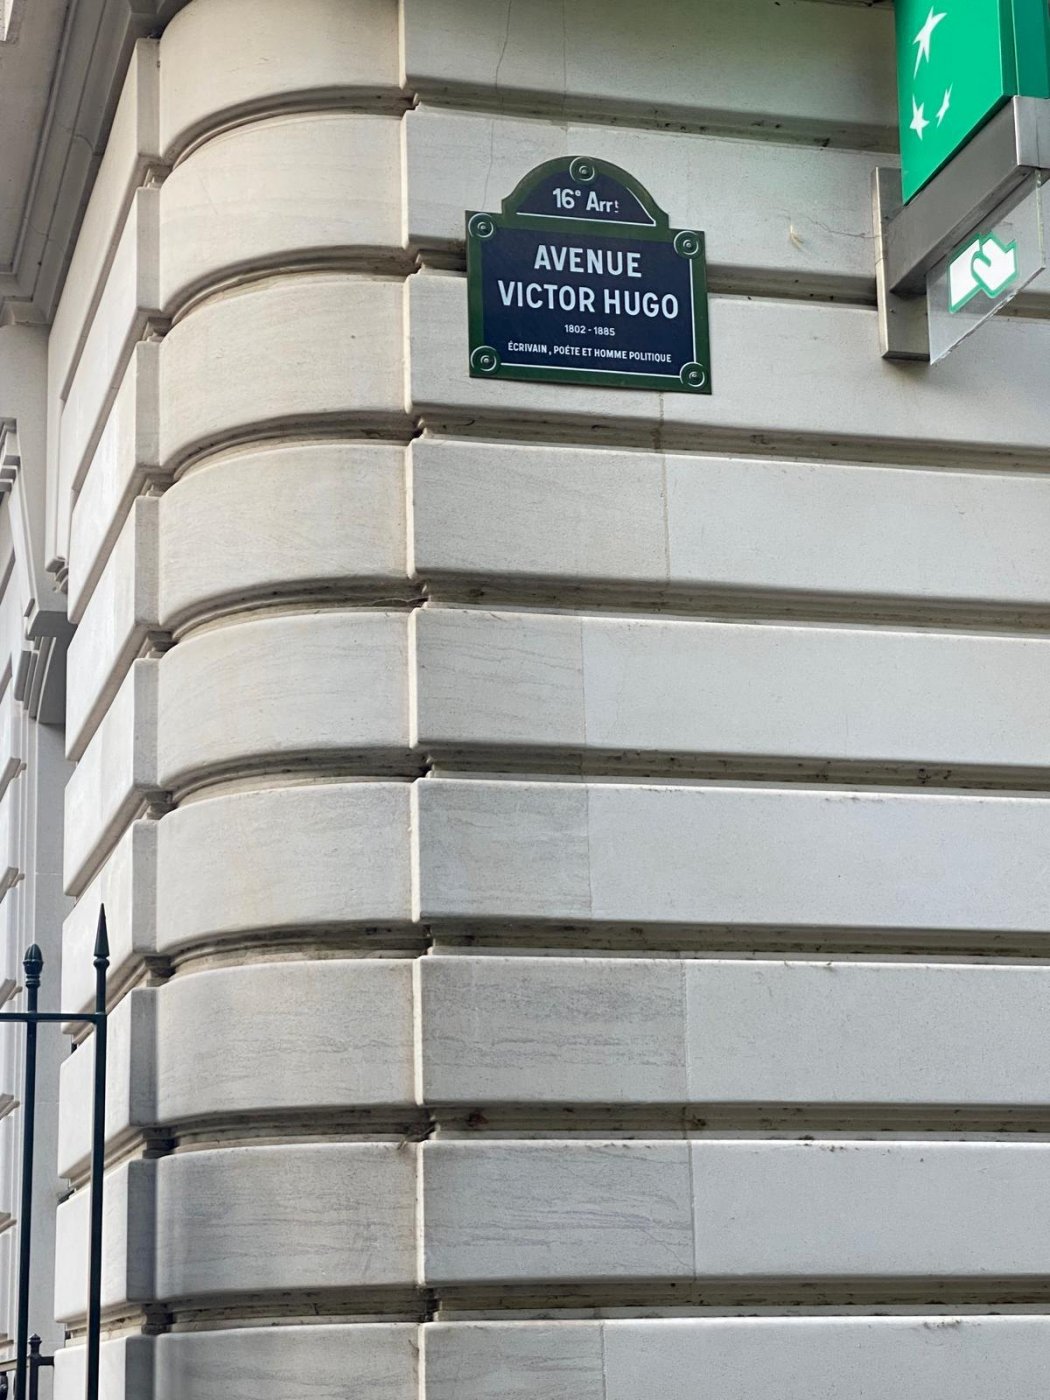 16e Arrt
AVENUE
VICTOR HUGO
1802 - 1885
ÉCRIVAIN, POÈTE ET HOMME POLITIQUE